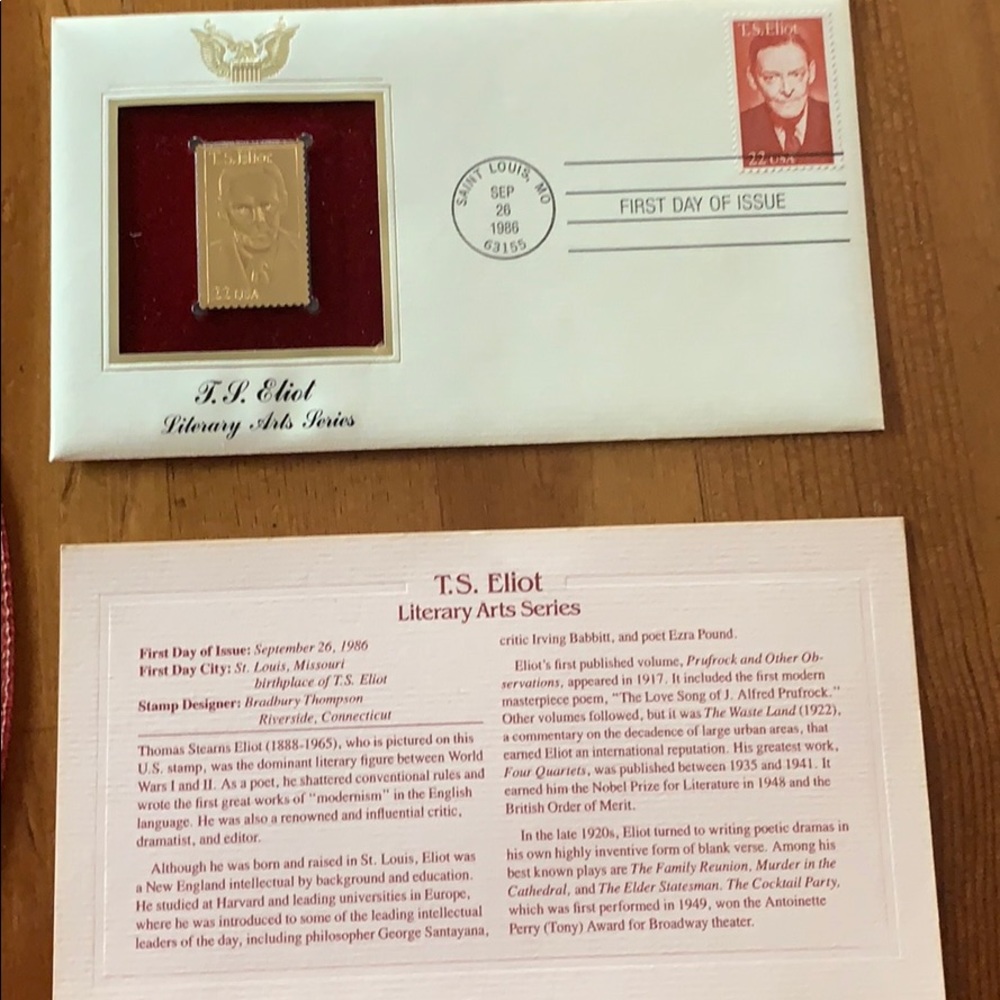 T.S. Eliot
22 USA
T.S. Eliot
22 USA
SAINT LOUIS, MO
SEP
26
1986
63155
FIRST DAY OF ISSUE
T.S. Eliot
Literary Arts Series
T.S. Eliot
Literary Arts Series
First Day of Issue: September 26, 1986
First Day City: St. Louis, Missouri
birthplace of T.S. Eliot
Stamp Designer: Bradbury Thompson
Riverside, Connecticut
Thomas Stearns Eliot (1888-1965), who is pictured on this
U.S. stamp, was the dominant literary figure between World
Wars I and II. As a poet, he shattered conventional rules and
wrote the first great works of "modernism" in the English
language. He was also a renowned and influential critic,
dramatist, and editor.
Although he was born and raised in St. Louis, Eliot was
a New England intellectual by background and education.
He studied at Harvard and leading universities in Europe,
where he was introduced to some of the leading intellectual
leaders of the day, including philosopher George Santayana,
critic Irving Babbitt, and poet Ezra Pound.
Eliot's first published volume, Prufrock and Other Ob-
servations, appeared in 1917. It included the first modern
masterpiece poem, "The Love Song of J. Alfred Prufrock."
Other volumes followed, but it was The Waste Land (1922),
a commentary on the decadence of large urban areas, that
earned Eliot an international reputation. His greatest work,
Four Quartets, was published between 1935 and 1941. It
earned him the Nobel Prize for Literature in 1948 and the
British Order of Merit.
In the late 1920s, Eliot turned to writing poetic dramas in
his own highly inventive form of blank verse. Among his
best known plays are The Family Reunion, Murder in the
Cathedral, and The Elder Statesman. The Cocktail Party,
which was first performed in 1949, won the Antoinette
Perry (Tony) Award for Broadway theater.